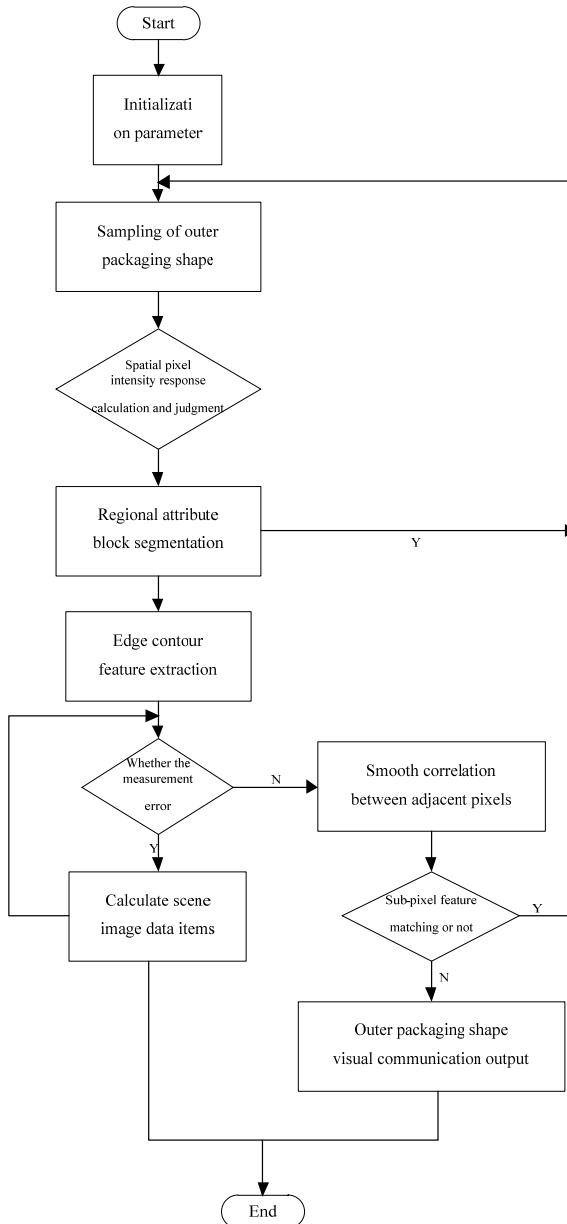 Start
Initializati
on parameter
Sampling of outer
packaging shape
Spatial pixel
intensity response
calculation and judgment
Regional attribute
block segmentation
Y
Edge contour
feature extraction
Whether the
measurement
error
N
Smooth correlation
between adjacent pixels
Y
Calculate scene
image data items
Sub-pixel feature
matching or not
Y
N
Outer packaging shape
visual communication output
End